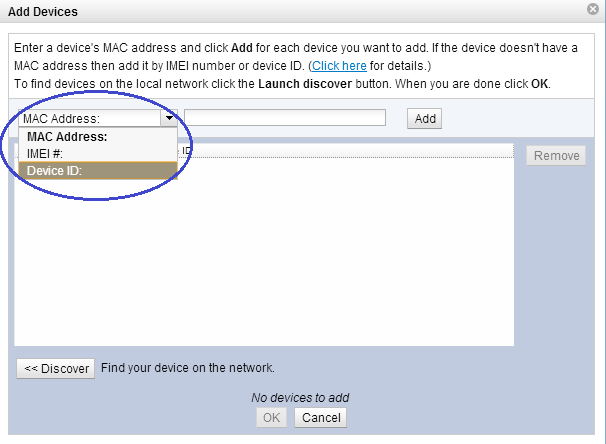 Add Devices
Enter a device's MAC address and click Add for each device you want to add. If the device doesn't have a
MAC address then add it by IMEI number or device ID. (Click here for details.)
To find devices on the local network click the Launch discover button. When you are done click OK.
MAC Address:
Add
MAC Address:
IMEI #:
ID
Device ID:
Remove
<< Discover Find your device on the network.
No devices to add
OK Cancel